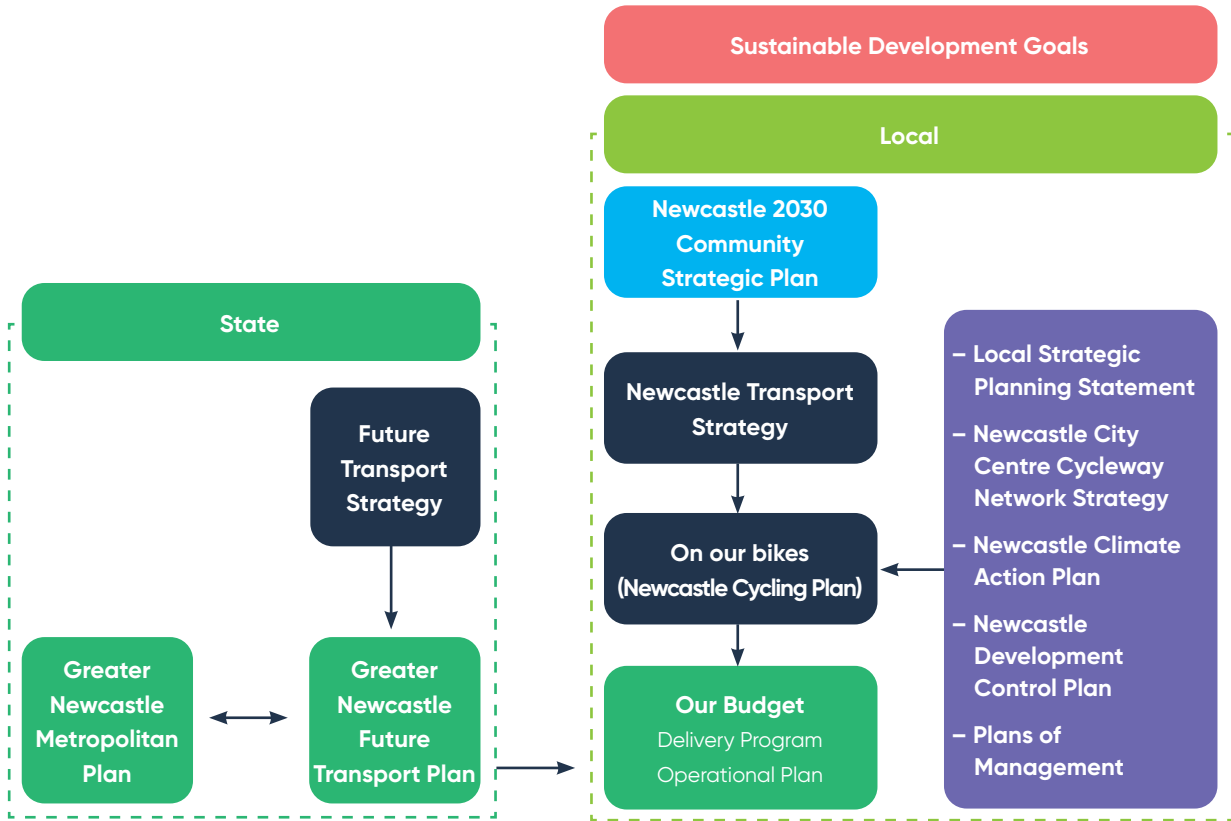 Sustainable Development Goals
Local
Newcastle 2030
Community
Strategic Plan
State
Newcastle Transport
Strategy
Future
Transport
Strategy
On our bikes
(Newcastle Cycling Plan)
Greater
Newcastle
Metropolitan
Plan
Greater
Newcastle
Future
Transport Plan
Our Budget
Delivery Program
Operational Plan
– Local Strategic
Planning Statement
– Newcastle City
Centre Cycleway
Network Strategy
– Newcastle Climate
Action Plan
– Newcastle
Development
Control Plan
– Plans of
Management